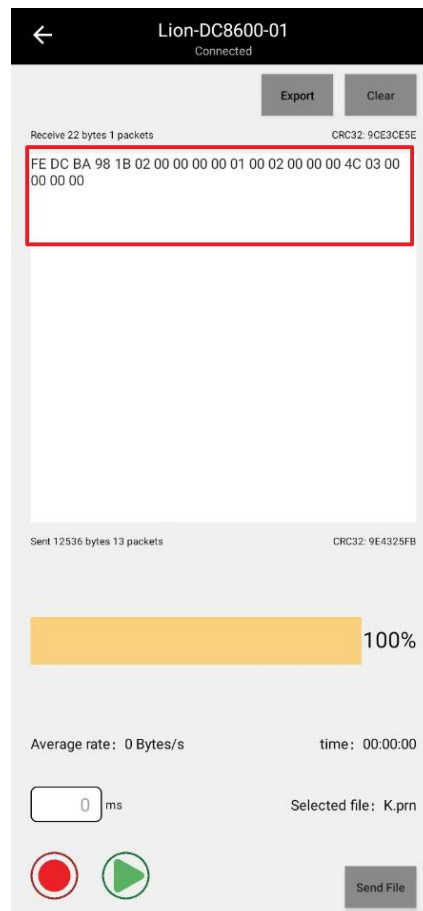 Lion-DC8600-01
Connected
Export Clear
Receive 22 bytes 1 packets CRC32: 9CE3CE5E
FE DC BA 98 1B 02 00 00 00 00 01 00 02 00 00 00 4C 03 00
00 00 00
Sent 12536 bytes 13 packets CRC32: 9E4325FB
100%
Average rate: 0 Bytes/s time: 00:00:00
0 ms Selected file: K.prn
Send File